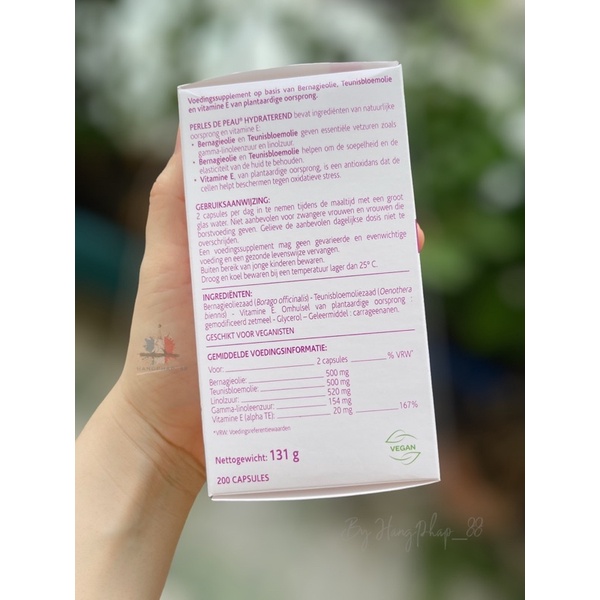 Voedingssupplement op basis van Bernagieolie, Teunisbloemolie
en vitamine E van plantaardige oorsprong.
PERLES DE PEAU® HYDRATEREND bevat ingrediënten van natuurlijke
oorsprong en vitamine E:
• Bernagieolie en Teunisbloemolie geven essentiële vetzuren zoals
gamma-linoleenzuur en linolzuur.
• Bernagieolie en Teunisbloemolie helpen om de soepelheid en de
elasticiteit van de huid te behouden.
• Vitamine E, van plantaardige oorsprong, is een antioxidans dat de
cellen helpt beschermen tegen oxidatieve stress.
GEBRUIKSAANWIJZING:
2 capsules per dag in te nemen tijdens de maaltijd met een groot
glas water. Niet aanbevolen voor zwangere vrouwen en vrouwen die
borstvoeding geven. Gelieve de aanbevolen dagelijkse dosis niet te
overschrijden.
Een voedingssupplement mag geen gevarieerde en evenwichtige
voeding en een gezonde levenswijze vervangen.
Buiten bereik van jonge kinderen bewaren.
Droog en koel bewaren bij een temperatuur lager dan 25° C.
INGREDIËNTEN:
Bernagieoliezaad (Borago officinalis) - Teunisbloemoliezaad (Oenothera
biennis) - Vitamine E. Omhulsel van plantaardige oorsprong :
gemodificeerd zetmeel - Glycerol – Geleermiddel : carrageenanen.
GESCHIKT VOOR VEGANISTEN
GEMIDDELDE VOEDINGSINFORMATIE:
Voor: 2 capsules % VRW*
Bernagieolie: 500 mg
Teunisbloemolie: 500 mg
Linolzuur: 520 mg
Gamma-linoleenzuur: 154 mg
Vitamine E (alpha TE): 20 mg 167%
*VRW: Voedingsreferentiewaarden
Nettogewicht: 131 g
200 CAPSULES
VEGAN
By HangPhap_88